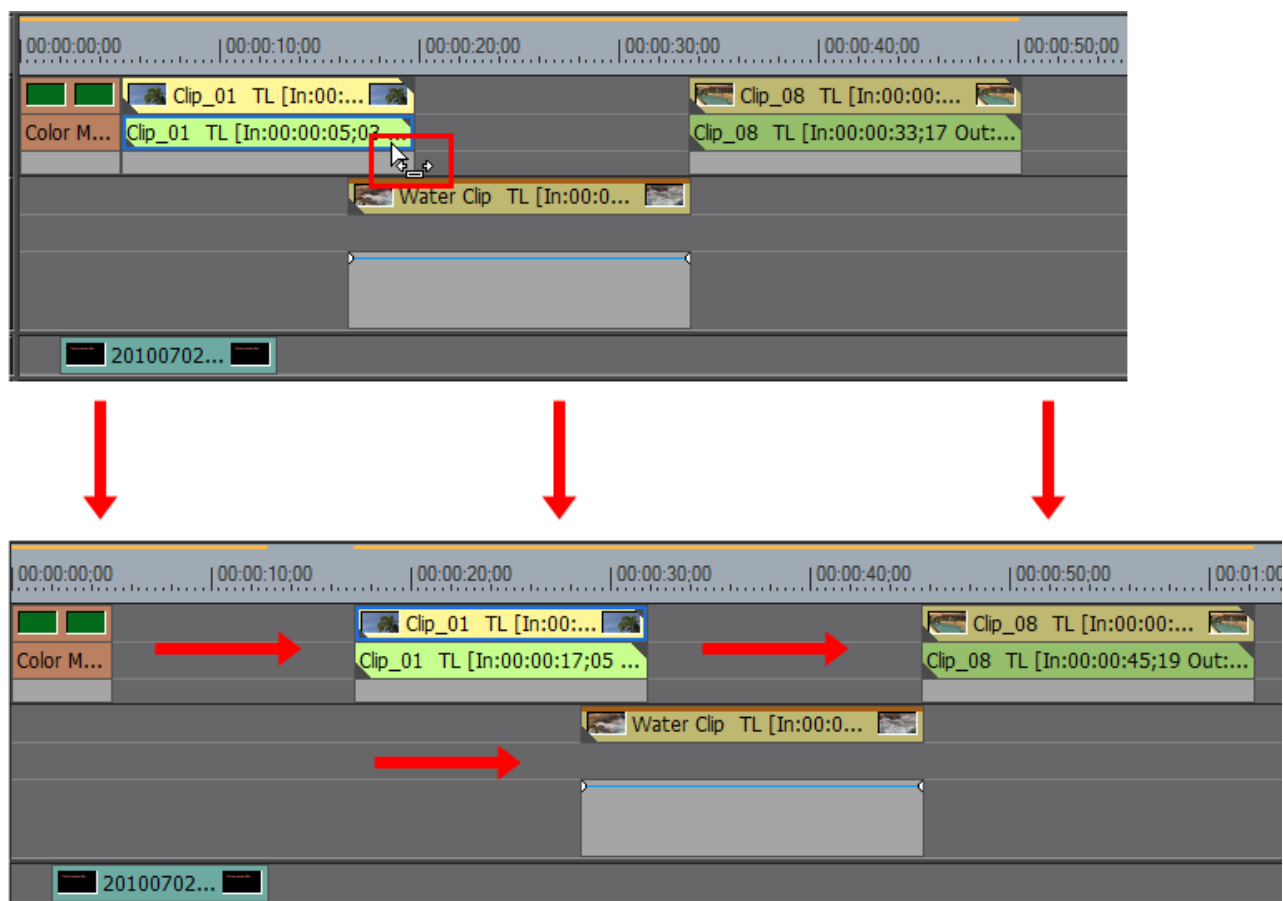 00:00:00;00 00:00:10;00 00:00:20;00 00:00:30;00 00:00:40;00 00:00:50;00
Clip_01 TL [In:00:... Clip_08 TL [In:00:00:...
Color M... Clip_01 TL [In:00:00:05;03 ... Clip_08 TL [In:00:00:33;17 Out:...
Water Clip TL [In:00:0...
20100702...
00:00:00;00 00:00:10;00 00:00:20;00 00:00:30;00 00:00:40;00 00:00:50;00 00:01:00
Clip_01 TL [In:00:... Clip_08 TL [In:00:00:...
Color M... Clip_01 TL [In:00:00:17;05 ... Clip_08 TL [In:00:00:45;19 Out:...
Water Clip TL [In:00:0...
20100702...